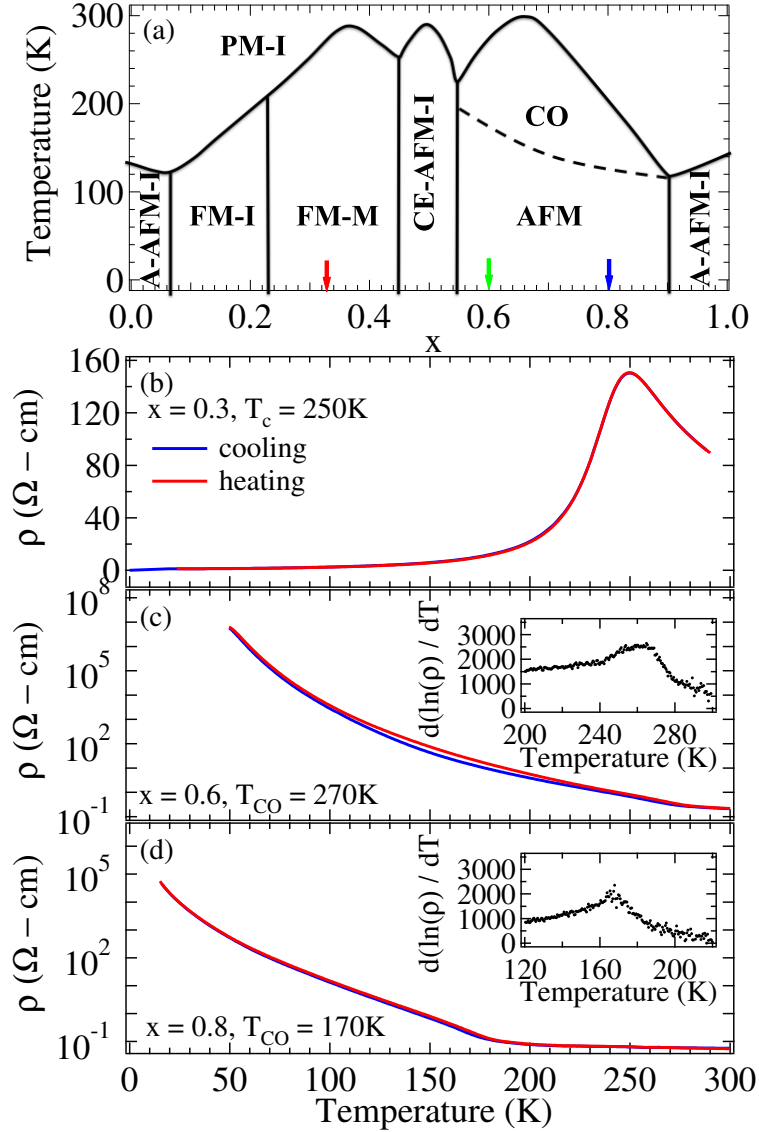 (a)
PM-I
CO
A-AFM-I
FM-I
FM-M
CE-AFM-I
AFM
A-AFM-I
Temperature (K)
300
200
100
0
0.0 0.2 0.4 0.6 0.8 1.0
x
(b)
x = 0.3, T_c = 250K
cooling
heating
ρ (Ω − cm)
160
120
80
40
0
(c)
x = 0.6, T_CO = 270K
ρ (Ω − cm)
10^8
10^5
10^2
10^-1
d(ln(ρ) / dT
3000
2000
1000
0
200 240 280
Temperature (K)
(d)
x = 0.8, T_CO = 170K
ρ (Ω − cm)
8
10^5
10^2
10^-1
d(ln(ρ) / dT
3000
2000
1000
0
120 160 200
Temperature (K)
0 50 100 150 200 250 300
Temperature (K)